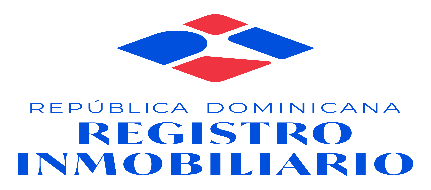 REPÚBLICA DOMINICANA
REGISTRO
INMOBILIARIO